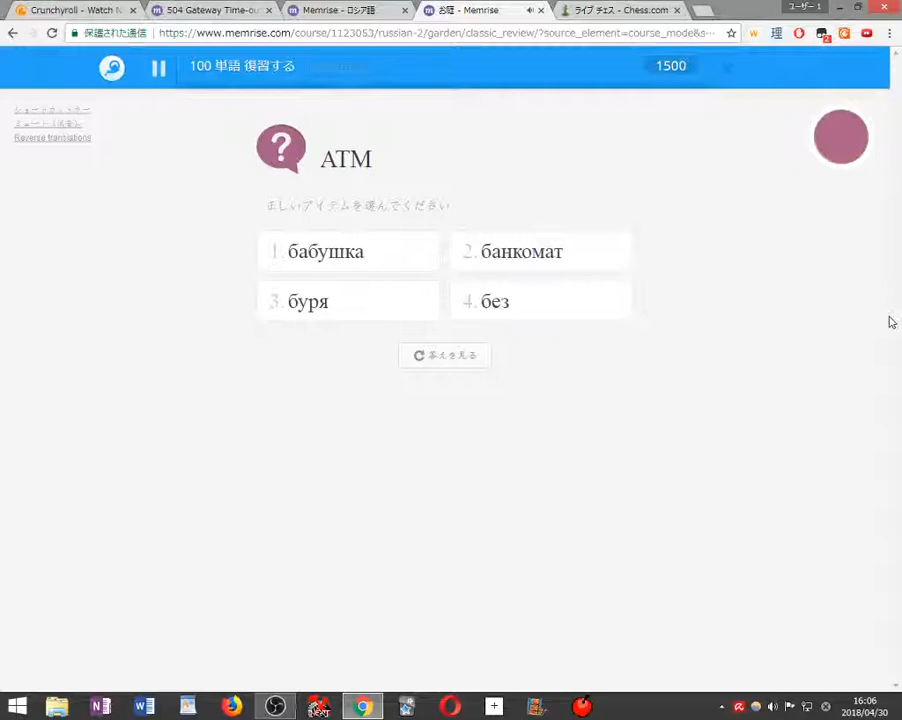 Crunchyroll - Watch N
504 Gateway Time-ou
Memrise - ロシア語
お庭 - Memrise
ライブ チェス - Chess.com
ユーザー 1
保護された通信
https://www.memrise.com/course/1123053/russian-2/garden/classic_review/?source_element=course_mode&s...
100 単語 復習する
1500
Reverse translations
ATM
正しいアイテムを選んでください
1. бабушка
2. банкомат
3. буря
4. без
答えを見る
16:06
2018/04/30